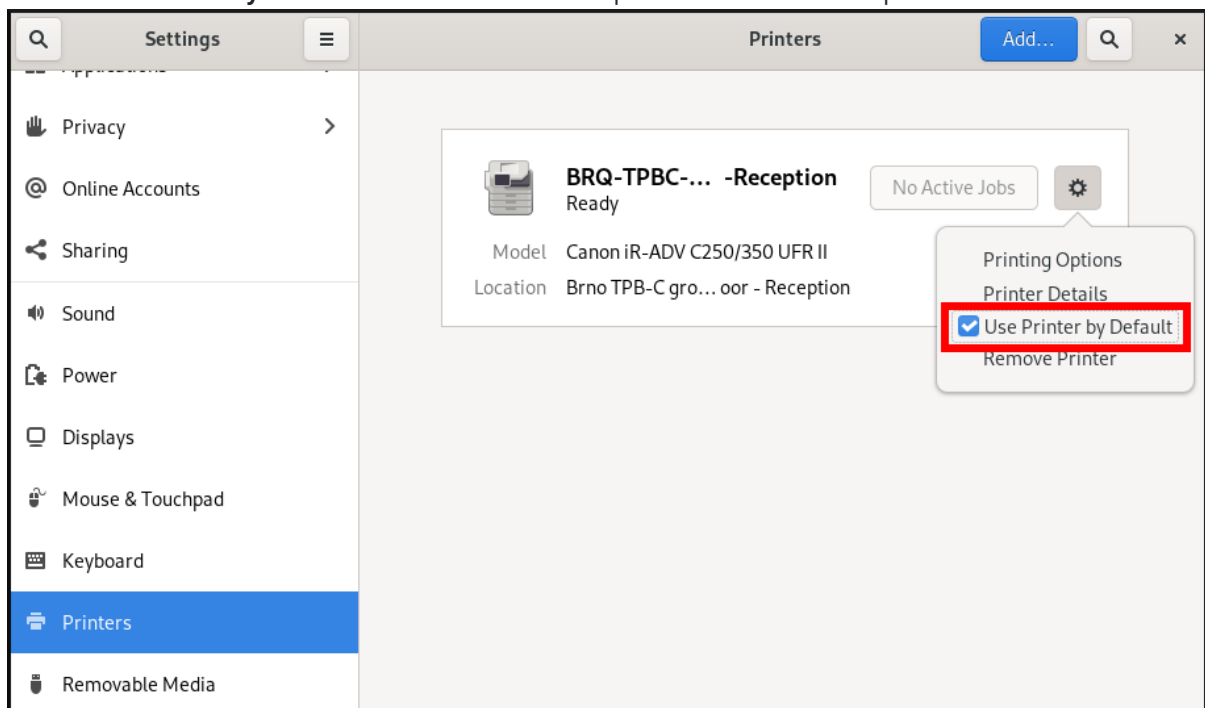 Settings
Printers
Add...
Privacy
Online Accounts
Sharing
Sound
Power
Displays
Mouse & Touchpad
Keyboard
Printers
Removable Media
BRQ-TPBC-… -Reception
Ready
No Active Jobs
Model Canon iR-ADV C250/350 UFR II
Location Brno TPB-C gro… oor - Reception
Printing Options
Printer Details
Use Printer by Default
Remove Printer